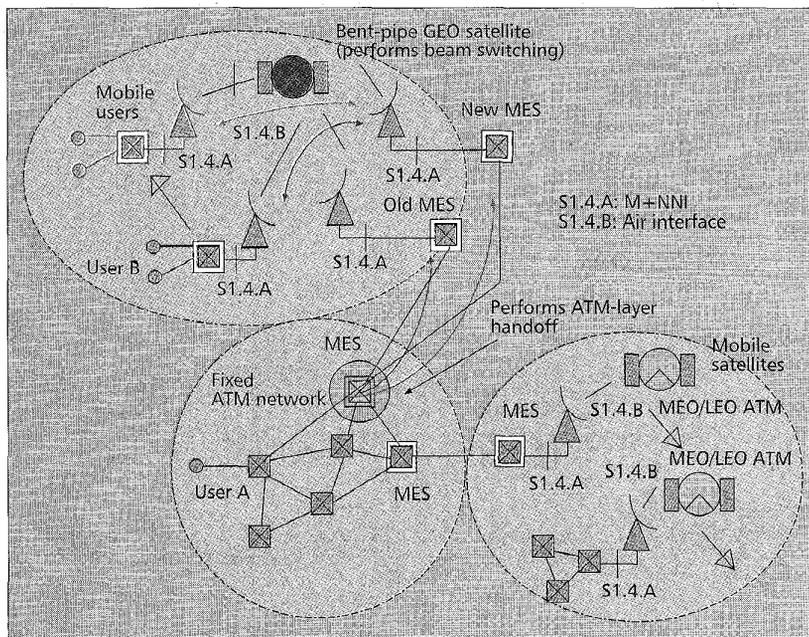 Bent-pipe GEO satellite
(performs beam switching)
Mobile
users
New MES
S1.4.B
S1.4.A
S1.4.A
Old MES
S1.4.A: M+NNI
S1.4.B: Air interface
User B
S1.4.A
S1.4.A
Performs ATM-layer
handoff
MES
Fixed
ATM network
Mobile
satellites
MES
S1.4.B
MEO/LEO ATM
User A
MES
S1.4.A
S1.4.B
MEO/LEO ATM
S1.4.A